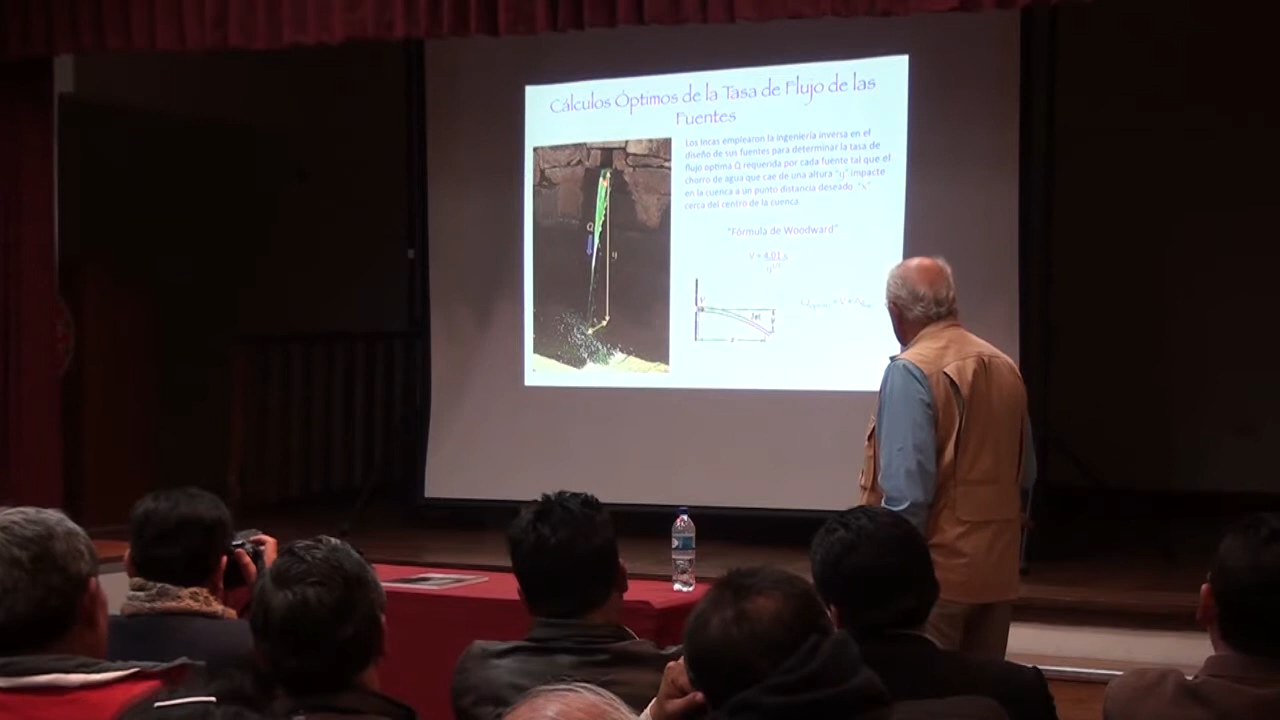 Cálculos Óptimos de la Tasa de Flujo de las
Fuentes
Los Incas emplearon la ingeniería inversa en el
diseño de sus fuentes para determinar la tasa de
flujo optima Q requerida por cada fuente tal que el
chorro de agua que cae de una altura "y" impacte
en la cuenca a un punto distancia deseado "x"
cerca del centro de la cuenca.
"Fórmula de Woodward"
V = 4.01 x
y
Q
y
V
Jet
y
x